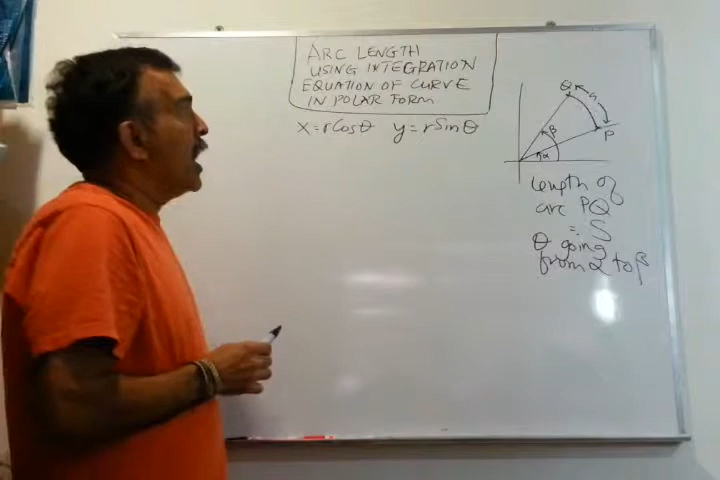 ARC LENGTH
USING INTEGRATION
EQUATION OF CURVE
IN POLAR FORM
x = r Cosθ y = r Sinθ
Q
S
P
β
α
length of
arc PQ
= S
θ going
from α to β